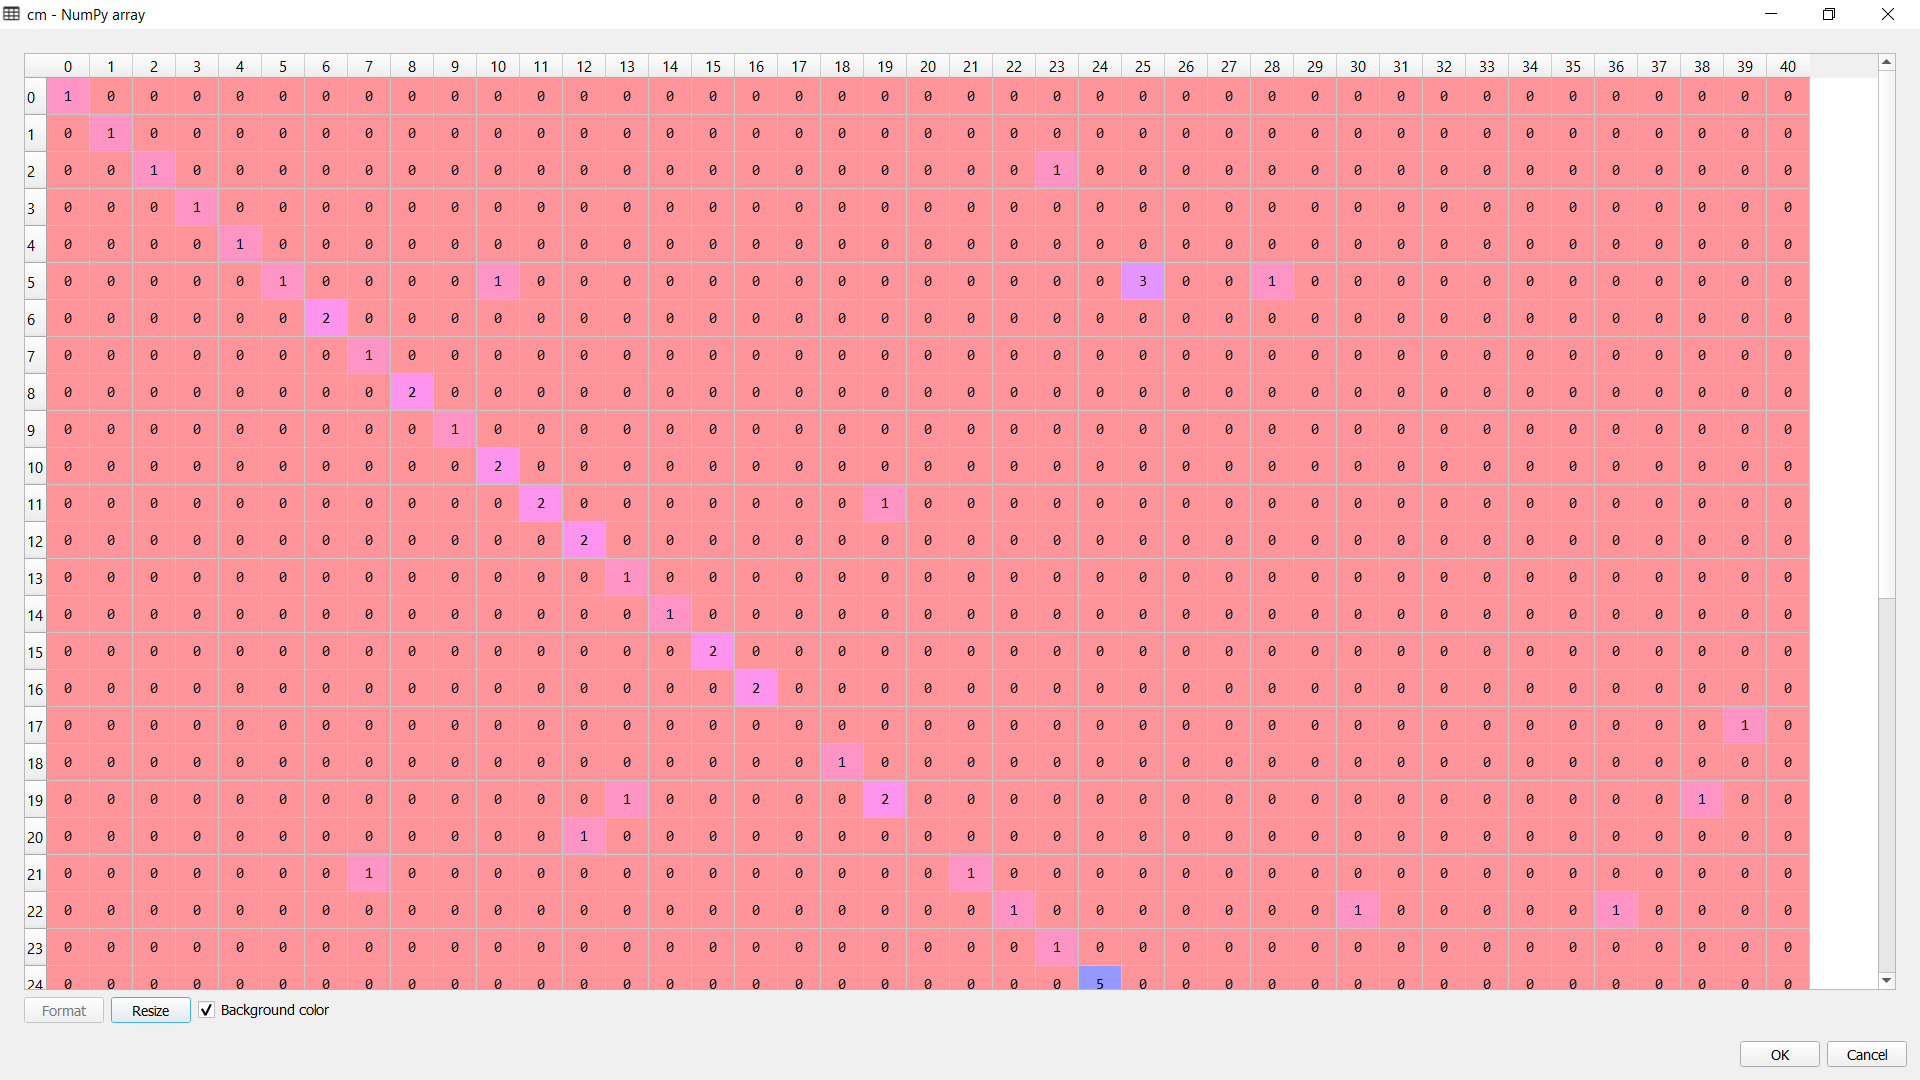 cm - NumPy array
0 1 2 3 4 5 6 7 8 9 10 11 12 13 14 15 16 17 18 19 20 21 22 23 24 25 26 27 28 29 30 31 32 33 34 35 36 37 38 39 40
0 1 0 0 0 0 0 0 0 0 0 0 0 0 0 0 0 0 0 0 0 0 0 0 0 0 0 0 0 0 0 0 0 0 0 0 0 0 0 0 0 0
1 0 1 0 0 0 0 0 0 0 0 0 0 0 0 0 0 0 0 0 0 0 0 0 0 0 0 0 0 0 0 0 0 0 0 0 0 0 0 0 0 0
2 0 0 1 0 0 0 0 0 0 0 0 0 0 0 0 0 0 0 0 0 0 0 0 1 0 0 0 0 0 0 0 0 0 0 0 0 0 0 0 0 0
3 0 0 0 1 0 0 0 0 0 0 0 0 0 0 0 0 0 0 0 0 0 0 0 0 0 0 0 0 0 0 0 0 0 0 0 0 0 0 0 0 0
4 0 0 0 0 1 0 0 0 0 0 0 0 0 0 0 0 0 0 0 0 0 0 0 0 0 0 0 0 0 0 0 0 0 0 0 0 0 0 0 0 0
5 0 0 0 0 0 1 0 0 0 0 1 0 0 0 0 0 0 0 0 0 0 0 0 0 0 3 0 0 1 0 0 0 0 0 0 0 0 0 0 0 0
6 0 0 0 0 0 0 2 0 0 0 0 0 0 0 0 0 0 0 0 0 0 0 0 0 0 0 0 0 0 0 0 0 0 0 0 0 0 0 0 0 0
7 0 0 0 0 0 0 0 1 0 0 0 0 0 0 0 0 0 0 0 0 0 0 0 0 0 0 0 0 0 0 0 0 0 0 0 0 0 0 0 0 0
8 0 0 0 0 0 0 0 0 2 0 0 0 0 0 0 0 0 0 0 0 0 0 0 0 0 0 0 0 0 0 0 0 0 0 0 0 0 0 0 0 0
9 0 0 0 0 0 0 0 0 0 1 0 0 0 0 0 0 0 0 0 0 0 0 0 0 0 0 0 0 0 0 0 0 0 0 0 0 0 0 0 0 0
10 0 0 0 0 0 0 0 0 0 0 2 0 0 0 0 0 0 0 0 0 0 0 0 0 0 0 0 0 0 0 0 0 0 0 0 0 0 0 0 0 0
11 0 0 0 0 0 0 0 0 0 0 0 2 0 0 0 0 0 0 0 1 0 0 0 0 0 0 0 0 0 0 0 0 0 0 0 0 0 0 0 0 0
12 0 0 0 0 0 0 0 0 0 0 0 0 2 0 0 0 0 0 0 0 0 0 0 0 0 0 0 0 0 0 0 0 0 0 0 0 0 0 0 0 0
13 0 0 0 0 0 0 0 0 0 0 0 0 0 1 0 0 0 0 0 0 0 0 0 0 0 0 0 0 0 0 0 0 0 0 0 0 0 0 0 0 0
14 0 0 0 0 0 0 0 0 0 0 0 0 0 0 1 0 0 0 0 0 0 0 0 0 0 0 0 0 0 0 0 0 0 0 0 0 0 0 0 0 0
15 0 0 0 0 0 0 0 0 0 0 0 0 0 0 0 2 0 0 0 0 0 0 0 0 0 0 0 0 0 0 0 0 0 0 0 0 0 0 0 0 0
16 0 0 0 0 0 0 0 0 0 0 0 0 0 0 0 0 2 0 0 0 0 0 0 0 0 0 0 0 0 0 0 0 0 0 0 0 0 0 0 0 0
17 0 0 0 0 0 0 0 0 0 0 0 0 0 0 0 0 0 0 0 0 0 0 0 0 0 0 0 0 0 0 0 0 0 0 0 0 0 0 0 1 0
18 0 0 0 0 0 0 0 0 0 0 0 0 0 0 0 0 0 0 1 0 0 0 0 0 0 0 0 0 0 0 0 0 0 0 0 0 0 0 0 0 0
19 0 0 0 0 0 0 0 0 0 0 0 0 0 1 0 0 0 0 0 2 0 0 0 0 0 0 0 0 0 0 0 0 0 0 0 0 0 0 1 0 0
20 0 0 0 0 0 0 0 0 0 0 0 0 1 0 0 0 0 0 0 0 0 0 0 0 0 0 0 0 0 0 0 0 0 0 0 0 0 0 0 0 0
21 0 0 0 0 0 0 0 1 0 0 0 0 0 0 0 0 0 0 0 0 0 1 0 0 0 0 0 0 0 0 0 0 0 0 0 0 0 0 0 0 0
22 0 0 0 0 0 0 0 0 0 0 0 0 0 0 0 0 0 0 0 0 0 0 1 0 0 0 0 0 0 0 1 0 0 0 0 0 1 0 0 0 0
23 0 0 0 0 0 0 0 0 0 0 0 0 0 0 0 0 0 0 0 0 0 0 0 1 0 0 0 0 0 0 0 0 0 0 0 0 0 0 0 0 0
24 0 0 0 0 0 0 0 0 0 0 0 0 0 0 0 0 0 0 0 0 0 0 0 0 5 0 0 0 0 0 0 0 0 0 0 0 0 0 0 0 0
Format Resize Background color
OK Cancel